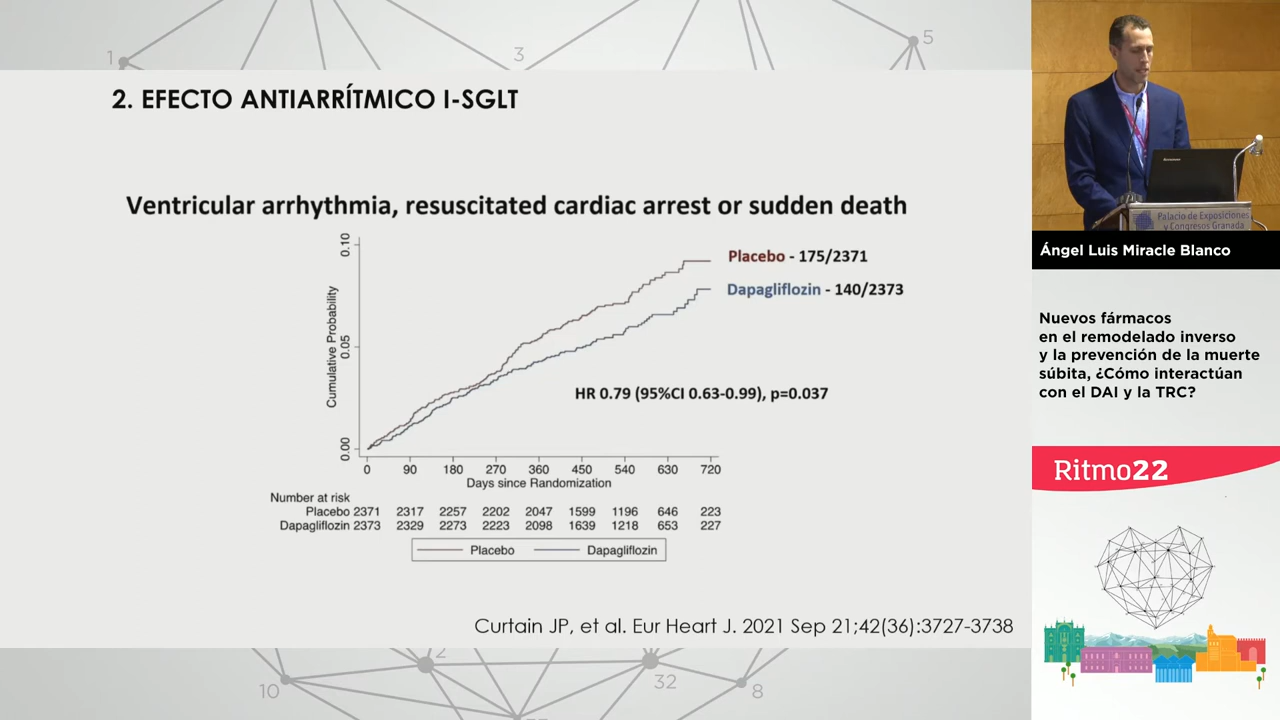 1
3
5
2. EFECTO ANTIARRÍTMICO I-SGLT
Ventricular arrhythmia, resuscitated cardiac arrest or sudden death
Placebo - 175/2371
Dapagliflozin - 140/2373
Cumulative Probability
0.10
0.05
0.00
HR 0.79 (95%CI 0.63-0.99), p=0.037
0 90 180 270 360 450 540 630 720
Days since Randomization
Number at risk
Placebo 2371 2317 2257 2202 2047 1599 1196 646 223
Dapagliflozin 2373 2329 2273 2223 2098 1639 1218 653 227
Placebo Dapagliflozin
Curtain JP, et al. Eur Heart J. 2021 Sep 21;42(36):3727-3738
10
2
32
8
Lenovo
Palacio de Exposiciones
y Congresos Granada
Ángel Luis Miracle Blanco
Nuevos fármacos
en el remodelado inverso
y la prevención de la muerte
súbita, ¿Cómo interactúan
con el DAI y la TRC?
Ritmo22